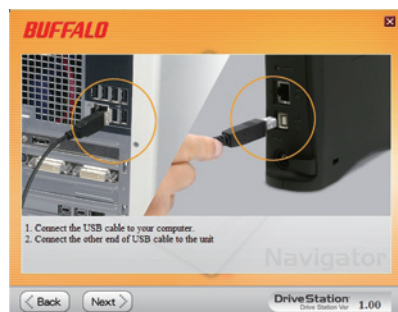 BUFFALO
1. Connect the USB cable to your computer.
2. Connect the other end of USB cable to the unit
Navigator
Back
Next
DriveStation
Drive Station Ver 1.00